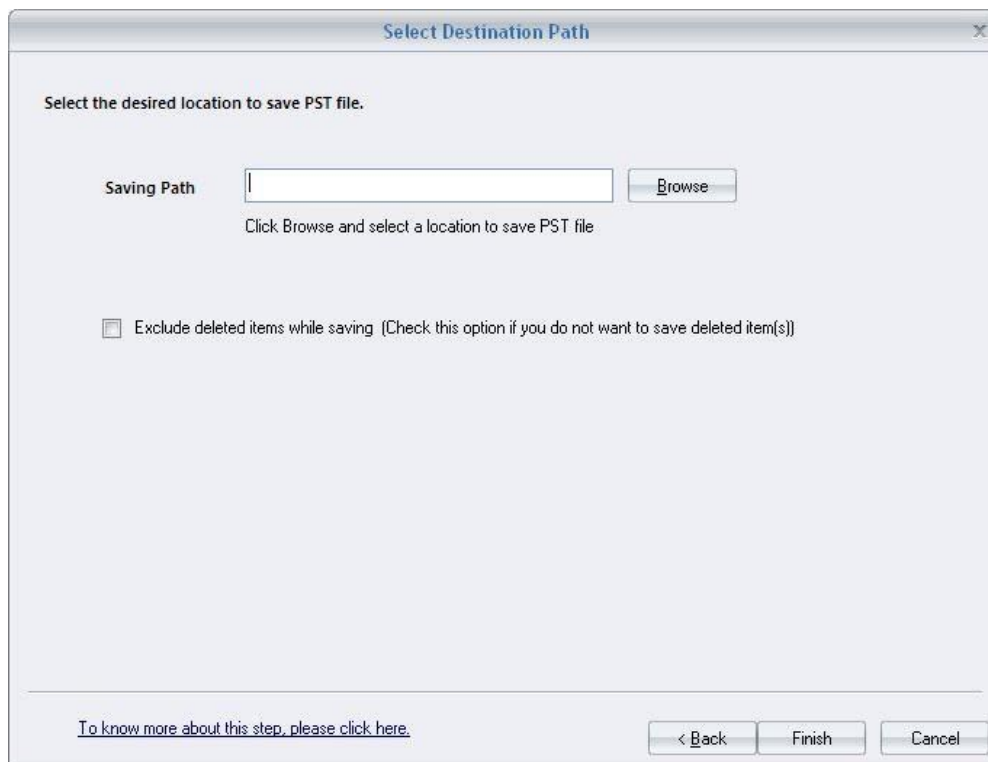 Select Destination Path
Select the desired location to save PST file.
Saving Path
Browse
Click Browse and select a location to save PST file
Exclude deleted items while saving (Check this option if you do not want to save deleted item(s))
To know more about this step, please click here.
< Back
Finish
Cancel